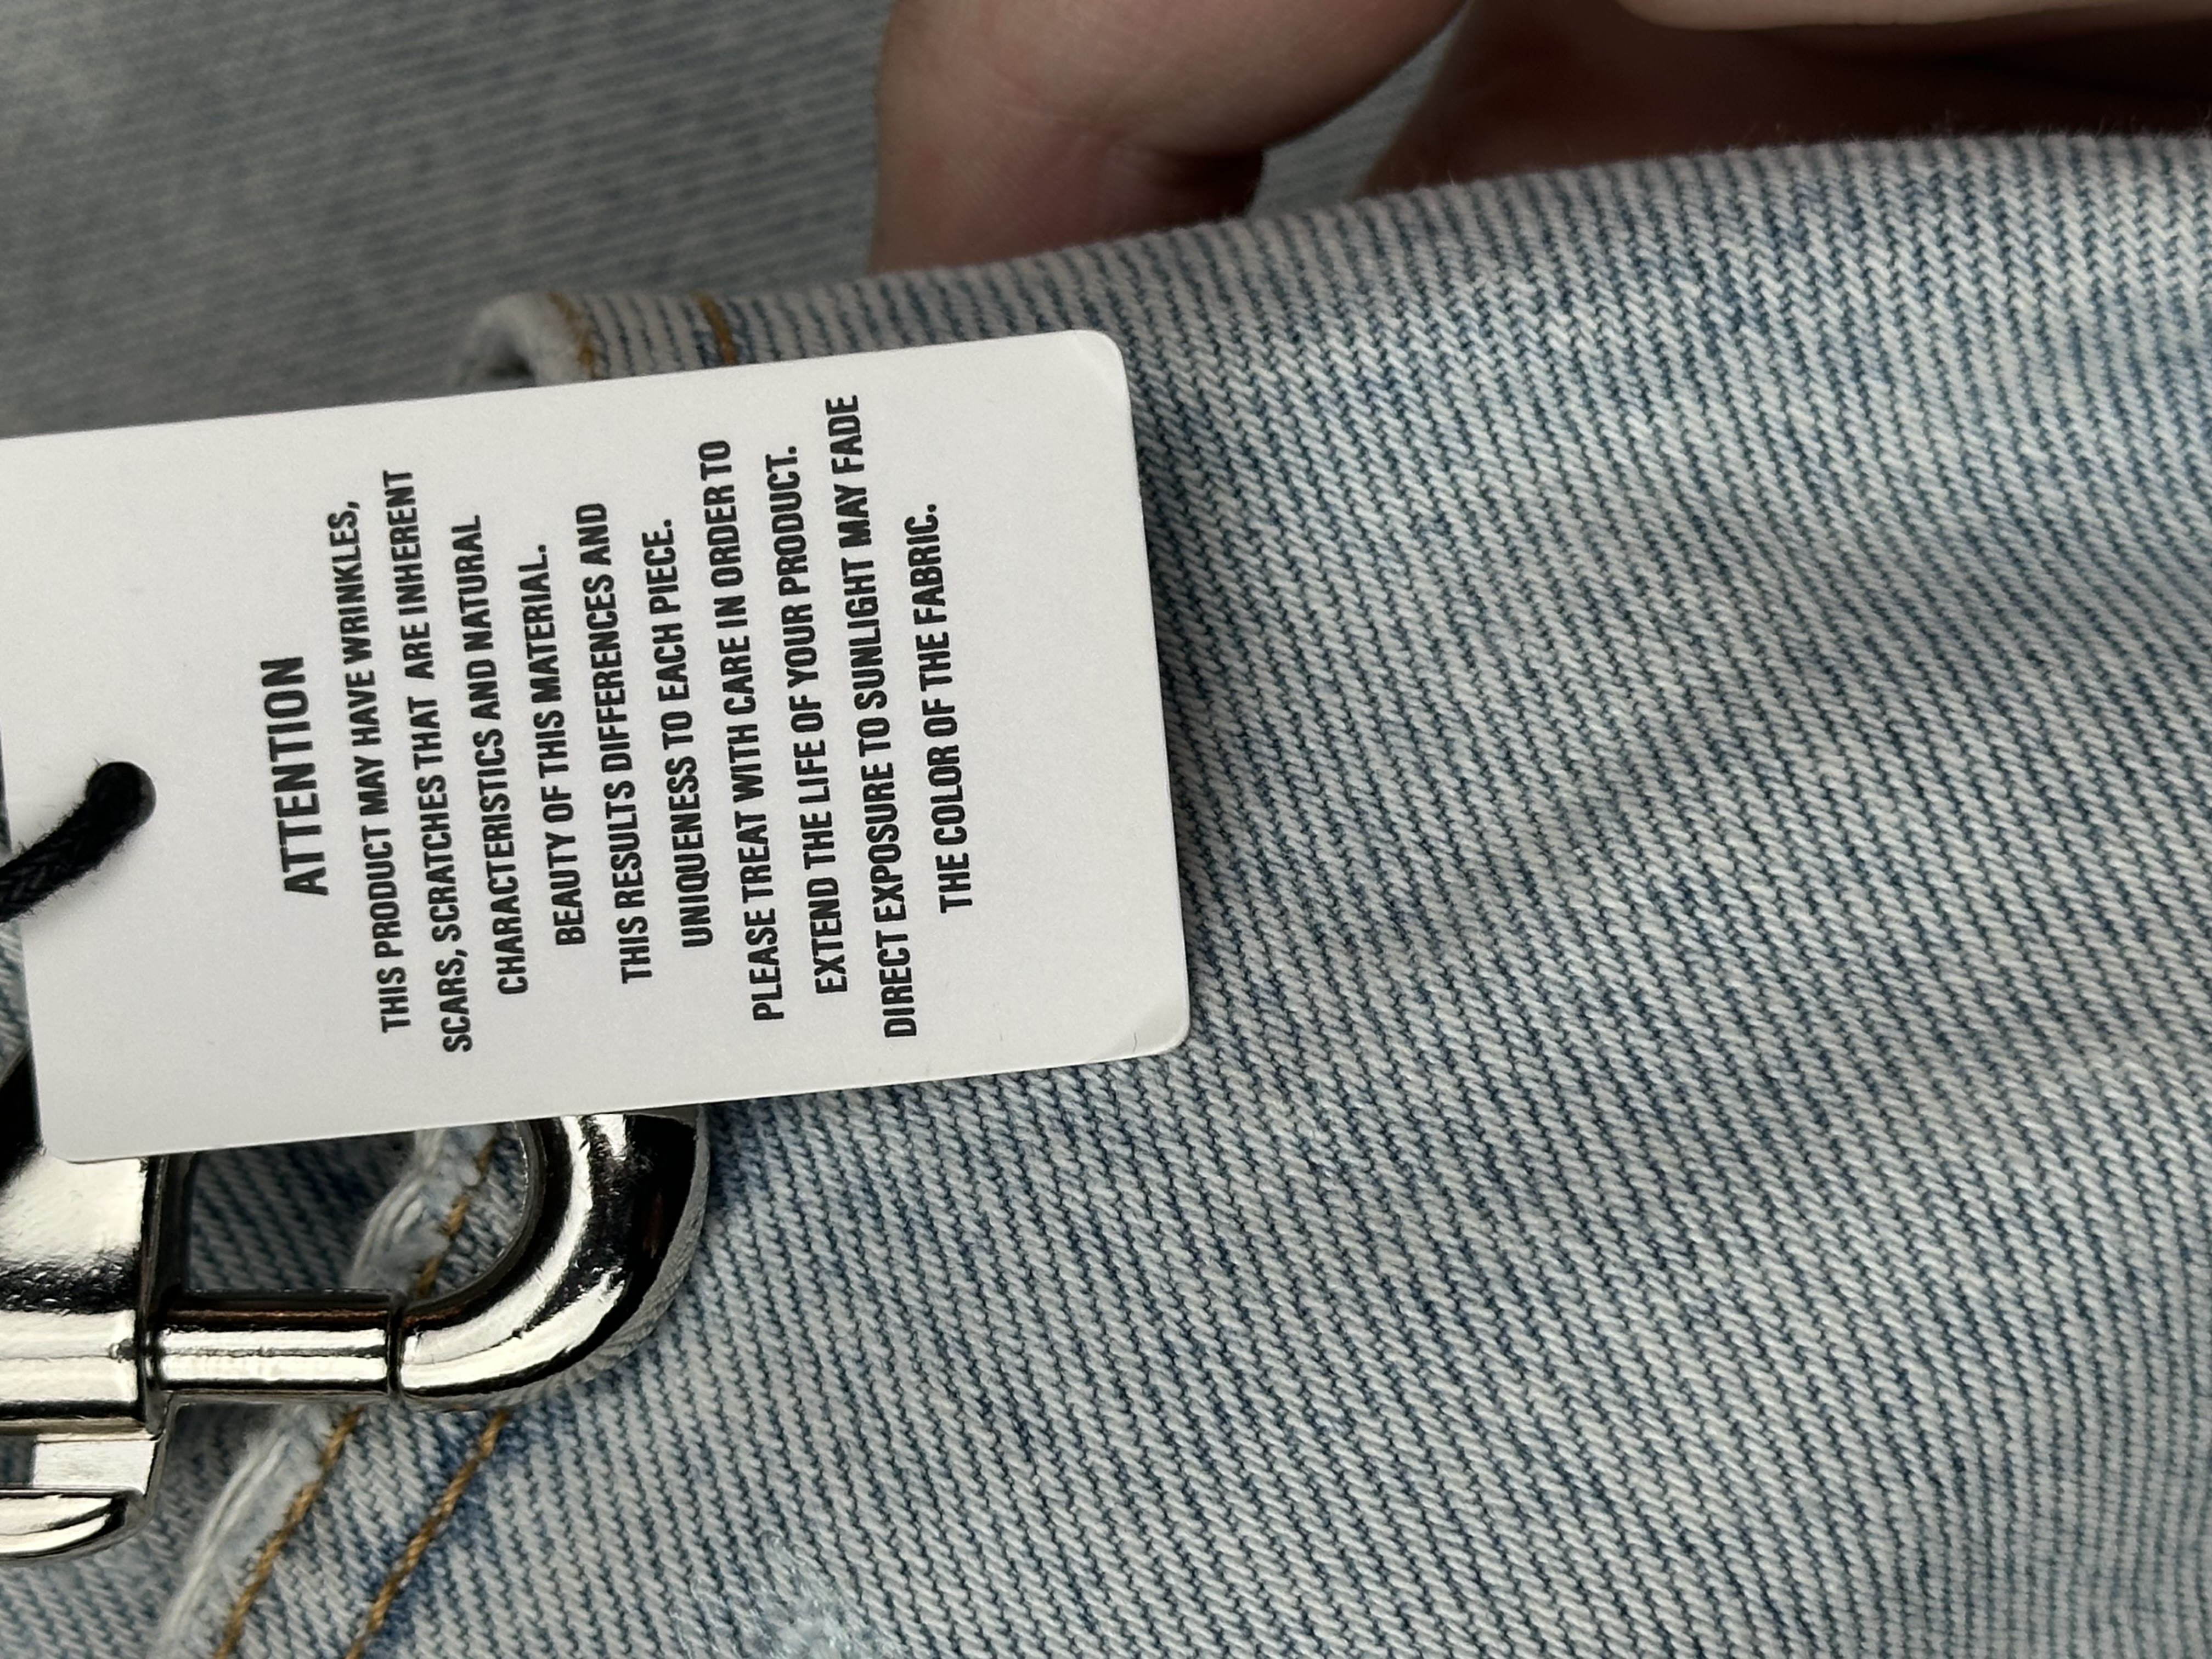 ATTENTION
THIS PRODUCT MAY HAVE WRINKLES,
SCARS, SCRATCHES THAT ARE INHERENT
CHARACTERISTICS AND NATURAL
BEAUTY OF THIS MATERIAL.
THIS RESULTS DIFFERENCES AND
UNIQUENESS TO EACH PIECE.
PLEASE TREAT WITH CARE IN ORDER TO
EXTEND THE LIFE OF YOUR PRODUCT.
DIRECT EXPOSURE TO SUNLIGHT MAY FADE
THE COLOR OF THE FABRIC.